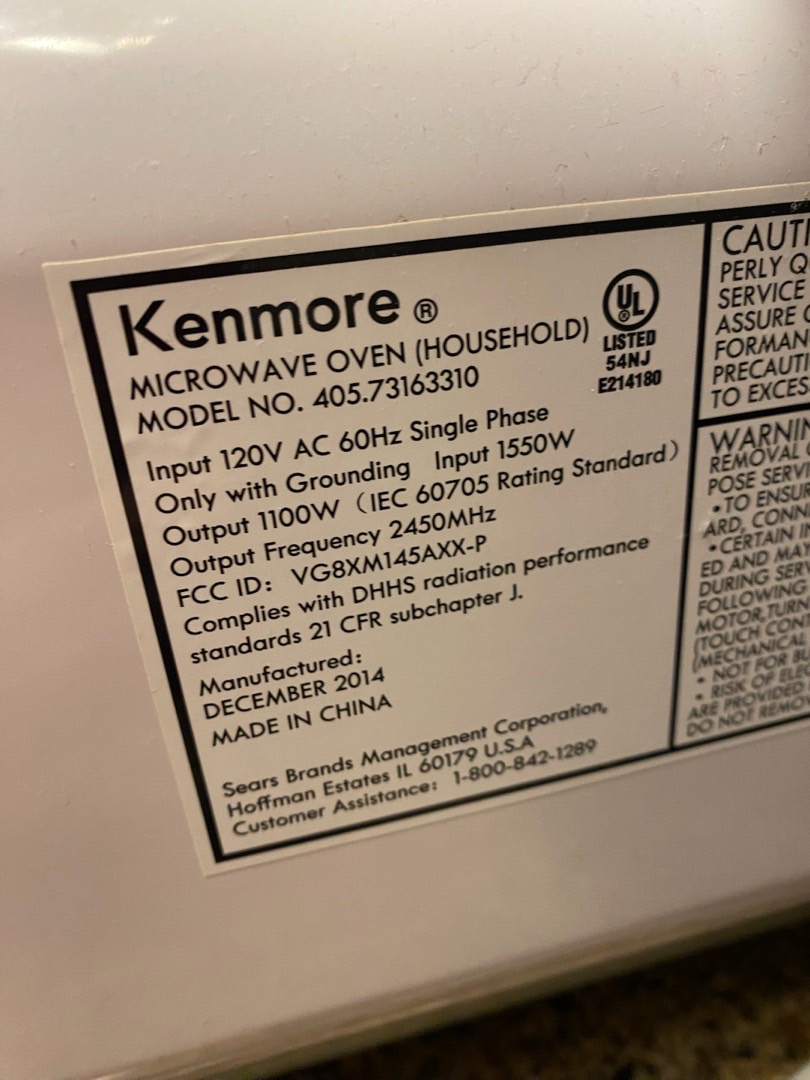 Kenmore ®
MICROWAVE OVEN (HOUSEHOLD)
MODEL NO. 405.73163310
UL ®
LISTED
54NJ
E214180
Input 120V AC 60Hz Single Phase
Only with Grounding Input 1550W
Output 1100W (IEC 60705 Rating Standard)
Output Frequency 2450MHz
FCC ID: VG8XM145AXX-P
Complies with DHHS radiation performance
standards 21 CFR subchapter J.
Manufactured:
DECEMBER 2014
MADE IN CHINA
Sears Brands Management Corporation,
Hoffman Estates IL 60179 U.S.A
Customer Assistance: 1-800-842-1289
CAUTI
PERLY Q
SERVICE
ASSURE
FORMAN
PRECAUTI
TO EXCES
WARNIN
REMOVAL
POSE SERVI
• TO ENSUR
ARD, CONN
• CERTAIN
ED AND MAY
DURING SERV
FOLLOWING
MOTOR,TURN
(TOUCH CONT
(MECHANICAL
• NOT FOR BU
• RISK OF ELEC
ARE PROVIDED
DO NOT REMO